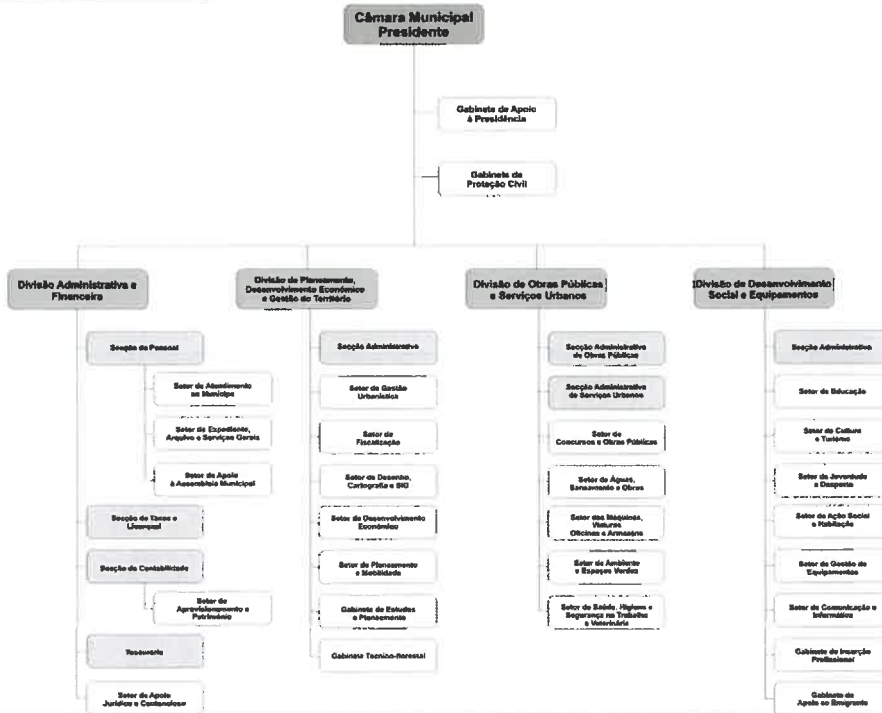 Câmara Municipal
Presidente
Gabinete de Apoio
à Presidência
Gabinete de
Proteção Civil
Divisão Administrativa e
Financeira
Secção de Pessoal
Setor de Atendimento
ao Munícipe
Setor de Expediente,
Arquivo e Serviços Gerais
Setor de Apoio
à Assembleia Municipal
Secção de Taxas e
Licenças
Secção de Contabilidade
Setor de
Aprovisionamento e
Património
Tesouraria
Setor de Apoio
Jurídico e Contencioso
Divisão de Planeamento,
Desenvolvimento Económico
e Gestão do Território
Secção Administrativa
Setor de Gestão
Urbanística
Setor de
Fiscalização
Setor de Desenho,
Cartografia e SIG
Setor de Desenvolvimento
Económico
Setor de Planeamento
e Mobilidade
Gabinete de Estudos
e Planeamento
Gabinete Técnico-florestal
Divisão de Obras Públicas
e Serviços Urbanos
Secção Administrativa
de Obras Públicas
Secção Administrativa
de Serviços Urbanos
Setor de
Concursos e Obras Públicas
Setor de Águas,
Saneamento e Obras
Setor das Máquinas,
Viaturas
Oficinas e Armazéns
Setor de Ambiente
e Espaços Verdes
Setor de Saúde, Higiene e
Segurança no Trabalho
e Veterinária
Divisão de Desenvolvimento
Social e Equipamentos
Secção Administrativa
Setor de Educação
Setor de Cultura
e Turismo
Setor de Juventude
e Desporto
Setor de Ação Social
e Habitação
Setor de Gestão de
Equipamentos
Setor de Comunicação e
Informática
Gabinete de Inserção
Profissional
Gabinete de
Apoio ao Emigrante